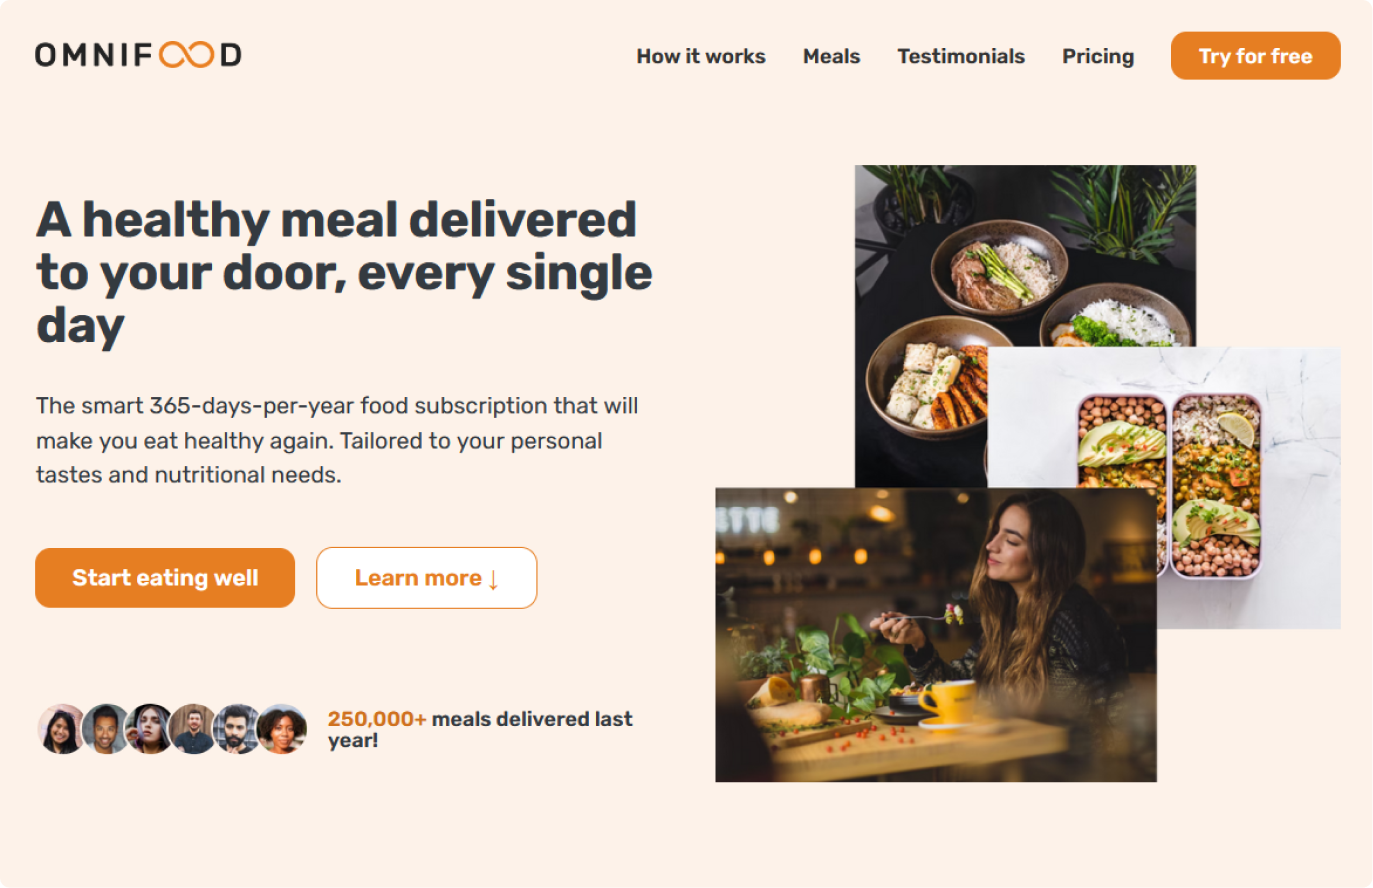 OMNIFOOD
How it works
Meals
Testimonials
Pricing
Try for free
A healthy meal delivered
to your door, every single
day
The smart 365-days-per-year food subscription that will
make you eat healthy again. Tailored to your personal
tastes and nutritional needs.
Start eating well
Learn more ↓
250,000+ meals delivered last
year!